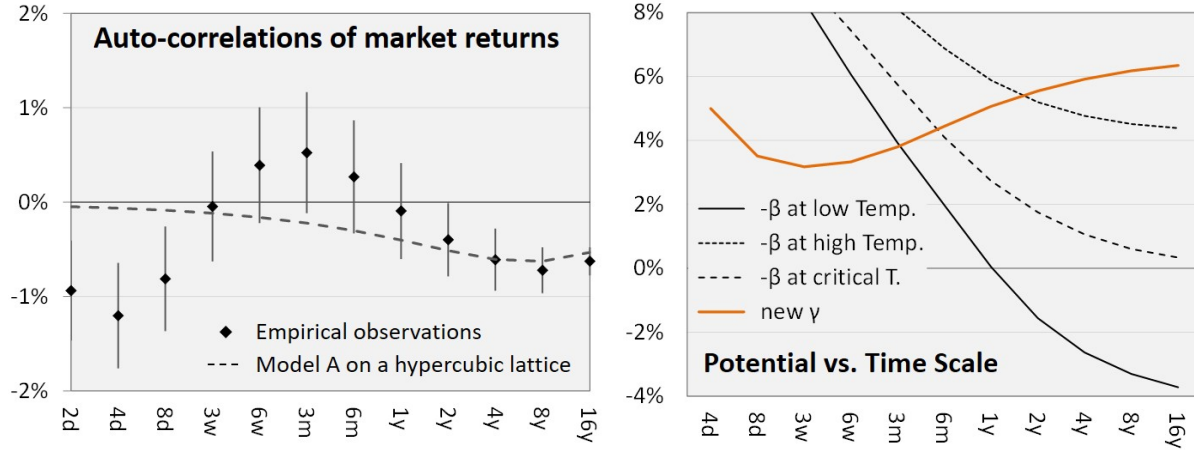 Auto-correlations of market returns
2%
1%
0%
-1%
-2%
Empirical observations
Model A on a hypercubic lattice
2d
4d
8d
3w
6w
3m
6m
1y
2y
4y
8y
16y
8%
6%
4%
2%
0%
-2%
-4%
-β at low Temp.
-β at high Temp.
-β at critical T.
new γ
Potential vs. Time Scale
4d
8d
3w
6w
3m
6m
1y
2y
4y
8y
16y